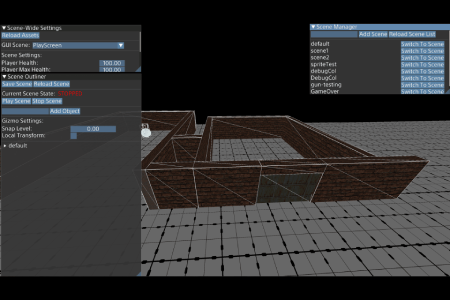 Scene-Wide Settings
Reload Assets
GUI Scene: PlayScreen
Scene Settings:
Player Health: 100.00
Player Max Health: 100.00
Scene Outliner
Save Scene Reload Scene
Current Scene State:
Play Scene Stop Scene
Add Object
Gizmo Settings:
Snap Level: 0.00
Local Transform:
default
Scene Manager
Add Scene Reload Scene List
default Switch To Scene
scene1 Switch To Scene
scene2 Switch To Scene
spriteTest Switch To Scene
debugCol Switch To Scene
DebugCol Switch To Scene
gun-testing Switch To Scene
GameOver Switch To Scene